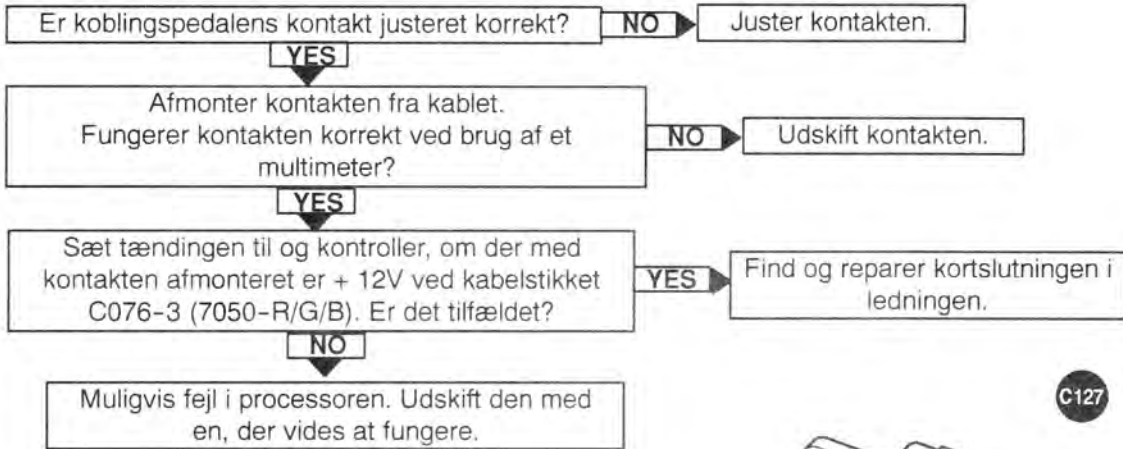 Er koblingspedalens kontakt justeret korrekt?
NO
Juster kontakten.
YES
Afmonter kontakten fra kablet.
Fungerer kontakten korrekt ved brug af et
multimeter?
NO
Udskift kontakten.
YES
Sæt tændingen til og kontroller, om der med
kontakten afmonteret er + 12V ved kabelstikket
C076-3 (7050-R/G/B). Er det tilfældet?
YES
Find og reparer kortslutningen i
ledningen.
NO
Muligvis fejl i processoren. Udskift den med
en, der vides at fungere.
C127